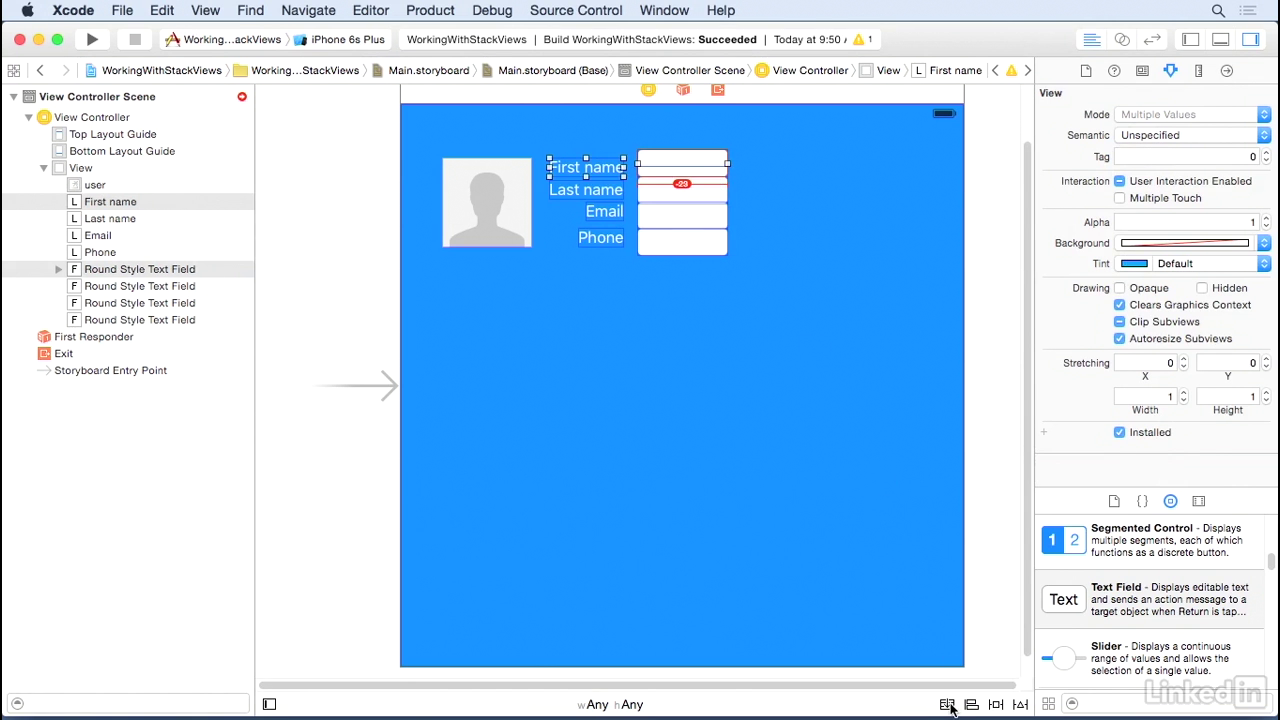 Xcode File Edit View Find Navigate Editor Product Debug Source Control Window Help
Working...ackViews iPhone 6s Plus WorkingWithStackViews Build WorkingWithStackViews: Succeeded Today at 9:50 / 1
WorkingWithStackViews Working...StackViews Main.storyboard Main.storyboard (Base) View Controller Scene View Controller View L First name
View Controller Scene
View Controller
Top Layout Guide
Bottom Layout Guide
View
user
L First name
L Last name
L Email
L Phone
F Round Style Text Field
F Round Style Text Field
F Round Style Text Field
F Round Style Text Field
First Responder
Exit
Storyboard Entry Point
First name
Last name
Email
Phone
-29
wAny hAny
View
Mode Multiple Values
Semantic Unspecified
Tag 0
Interaction User Interaction Enabled
Multiple Touch
Alpha 1
Background
Tint Default
Drawing Opaque Hidden
Clears Graphics Context
Clip Subviews
Autoresize Subviews
Stretching 0 0
X Y
1 1
Width Height
+ Installed
{}
1 2
Segmented Control - Displays
multiple segments, each of which
functions as a discrete button.
Text
Text Field - Displays editable text
and sends an action message to a
target object when Return is tap...
Slider - Displays a continuous
range of values and allows the
selection of a single value.
LinkedIn